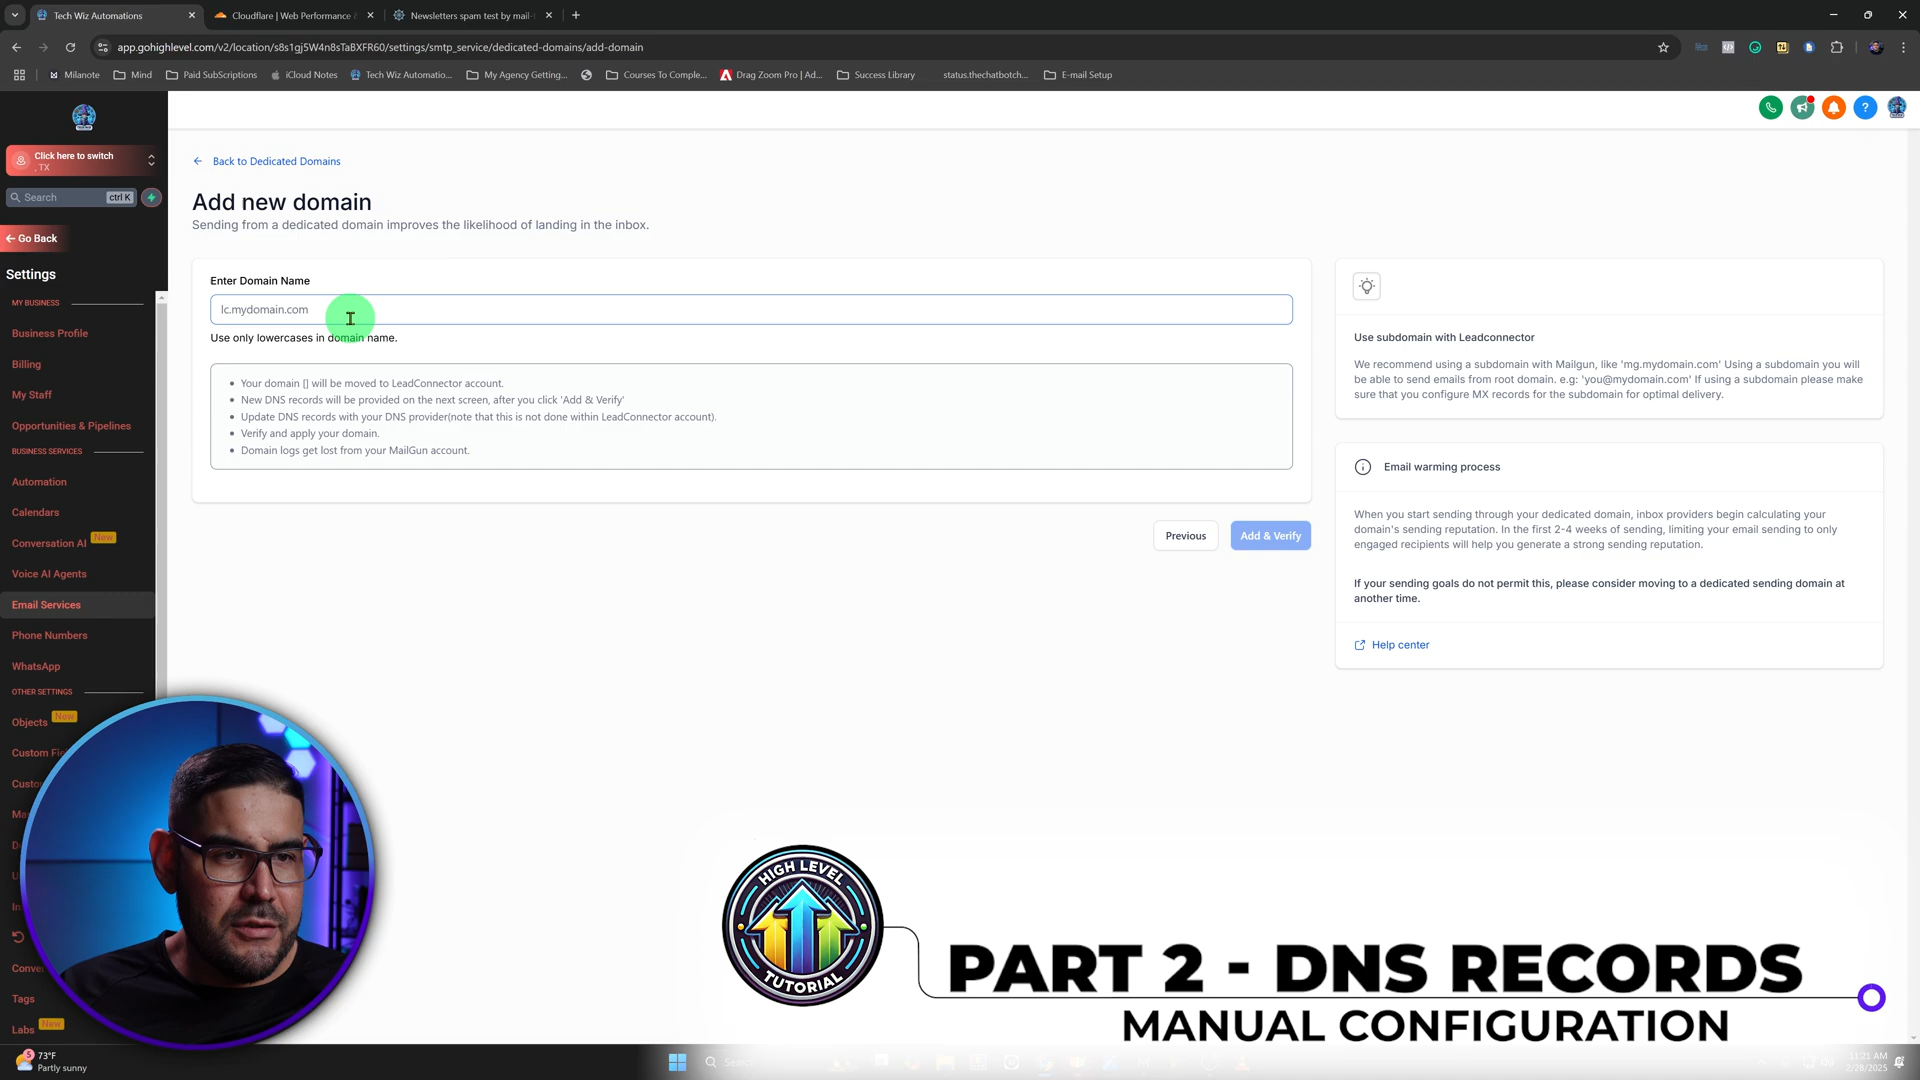 Tech Wiz Automations
Cloudflare | Web Performance &
Newsletters spam test by mail-t
app.gohighlevel.com/v2/location/s8s1gj5W4n8sTaBXFR60/settings/smtp_service/dedicated-domains/add-domain
Milanote
Mind
Paid SubScriptions
iCloud Notes
Tech Wiz Automatio...
My Agency Getting...
Courses To Comple...
Drag Zoom Pro | Ad...
Success Library
status.thechatbotch...
E-mail Setup
Click here to switch
, TX
Search
ctrl K
Go Back
Settings
MY BUSINESS
Business Profile
Billing
My Staff
Opportunities & Pipelines
BUSINESS SERVICES
Automation
Calendars
Conversation AI New
Voice AI Agents
Email Services
Phone Numbers
WhatsApp
OTHER SETTINGS
Objects New
Custom Fi
Custo
Ma
D
U
In
Conver
Tags
Labs New
Back to Dedicated Domains
Add new domain
Sending from a dedicated domain improves the likelihood of landing in the inbox.
Enter Domain Name
lc.mydomain.com
Use only lowercases in domain name.
Your domain [] will be moved to LeadConnector account.
New DNS records will be provided on the next screen, after you click 'Add & Verify'
Update DNS records with your DNS provider(note that this is not done within LeadConnector account).
Verify and apply your domain.
Domain logs get lost from your MailGun account.
Previous
Add & Verify
Use subdomain with Leadconnector
We recommend using a subdomain with Mailgun, like 'mg.mydomain.com' Using a subdomain you will
be able to send emails from root domain. e.g: 'you@mydomain.com' If using a subdomain please make
sure that you configure MX records for the subdomain for optimal delivery.
Email warming process
When you start sending through your dedicated domain, inbox providers begin calculating your
domain's sending reputation. In the first 2-4 weeks of sending, limiting your email sending to only
engaged recipients will help you generate a strong sending reputation.
If your sending goals do not permit this, please consider moving to a dedicated sending domain at
another time.
Help center
HIGH LEVEL
TUTORIAL
PART 2 - DNS RECORDS
MANUAL CONFIGURATION
5
73°F
Partly sunny
Search
11:21 AM
2/28/2025